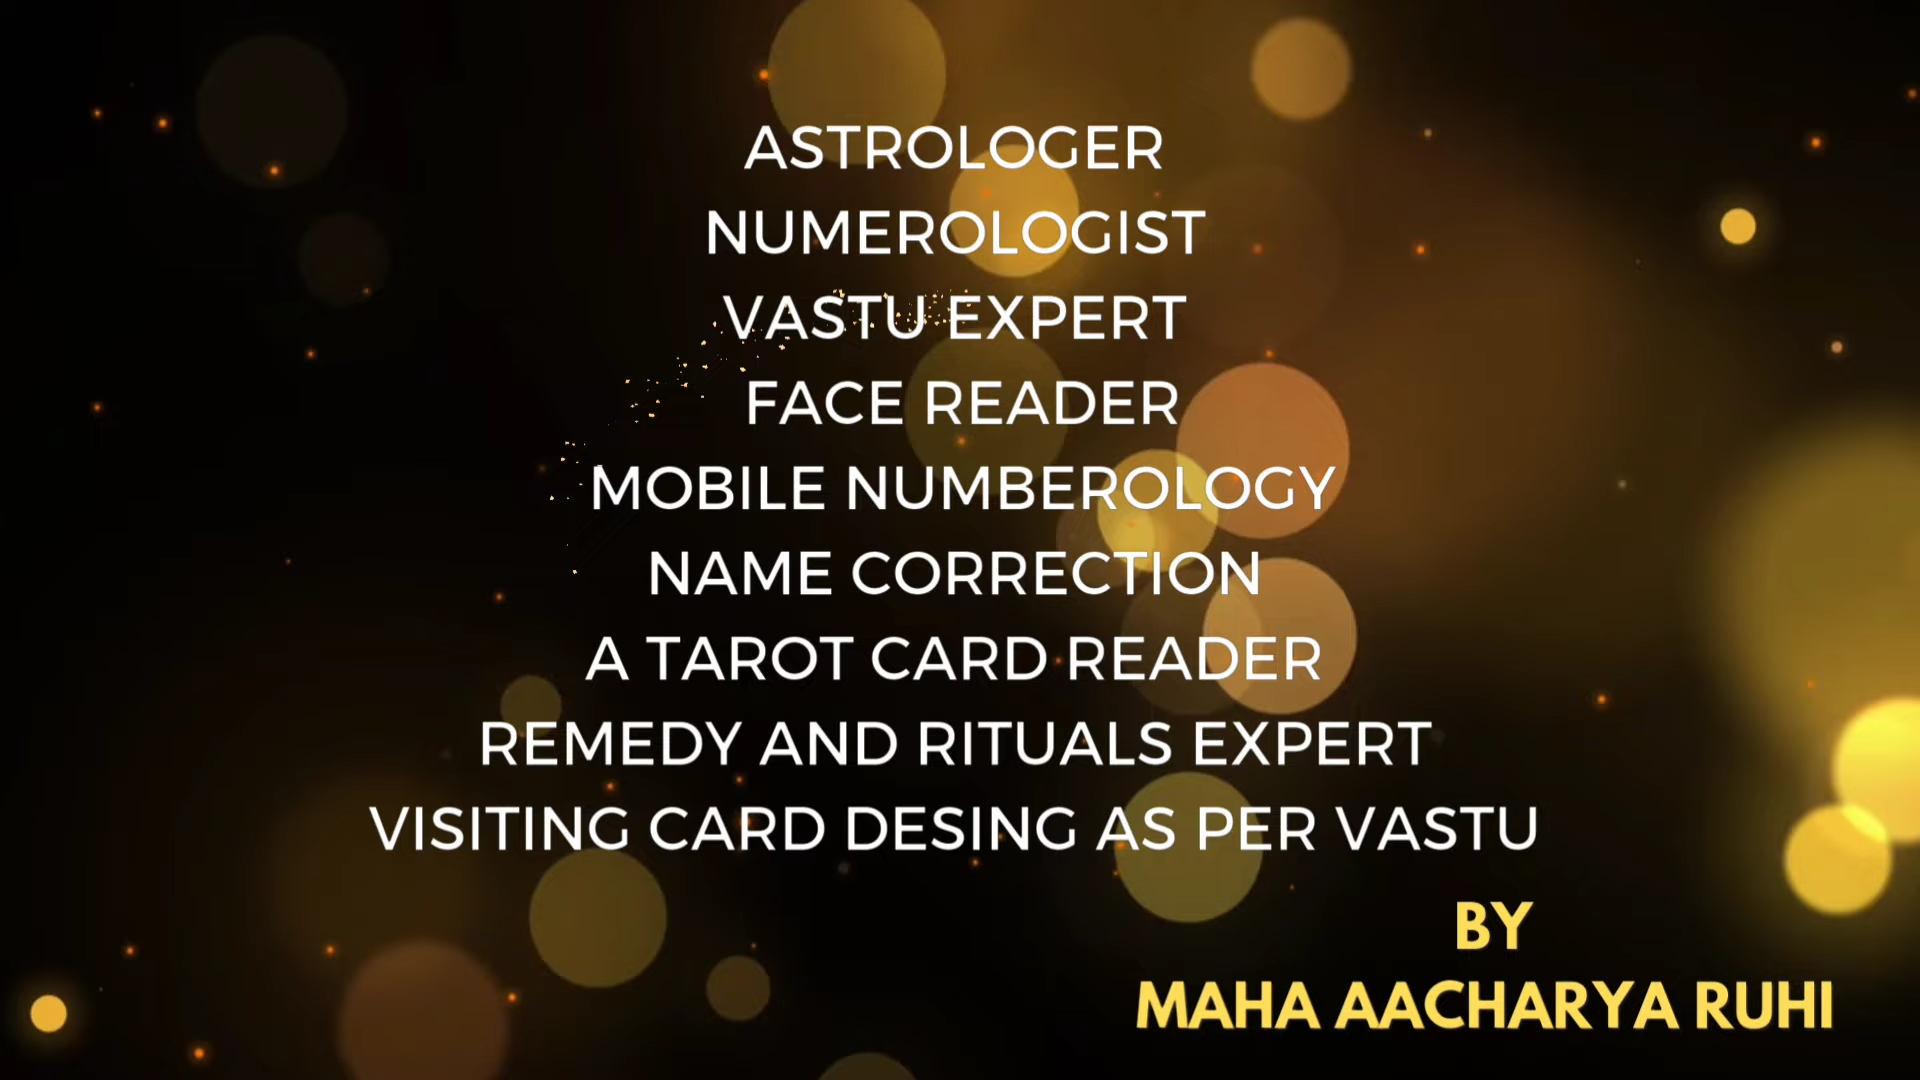 ASTROLOGER
NUMEROLOGIST
VASTU EXPERT
FACE READER
MOBILE NUMBEROLOGY
NAME CORRECTION
A TAROT CARD READER
REMEDY AND RITUALS EXPERT
VISITING CARD DESING AS PER VASTU
BY
MAHA AACHARYA RUHI